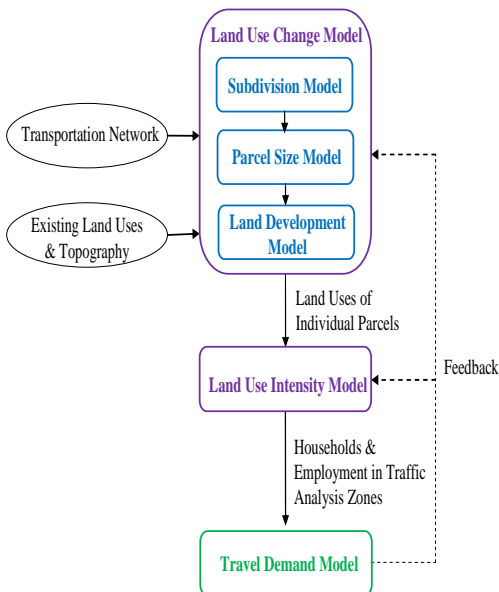 Land Use Change Model
Subdivision Model
Transportation Network
Parcel Size Model
Existing Land Uses
& Topography
Land Development
Model
Land Uses of
Individual Parcels
Feedback
Land Use Intensity Model
Households &
Employment in Traffic
Analysis Zones
Travel Demand Model